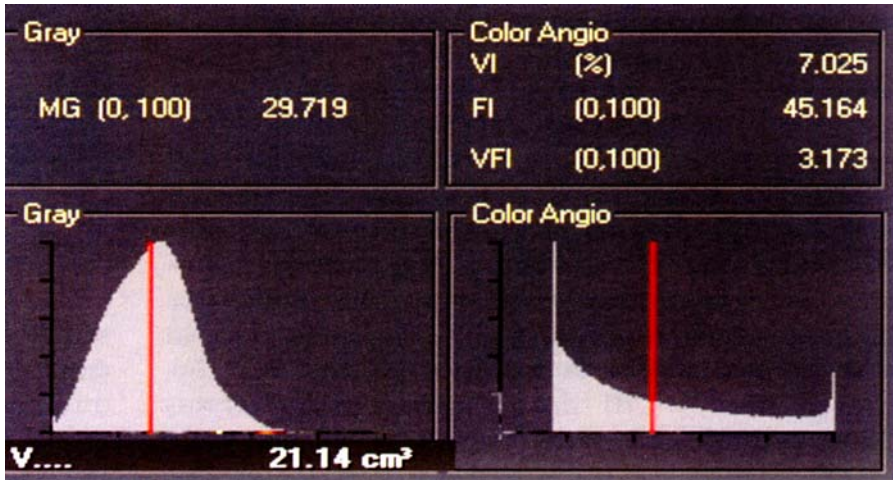 Gray
MG (0, 100) 29.719
Color Angio
VI (%) 7.025
FI (0,100) 45.164
VFI (0,100) 3.173
Gray
Color Angio
V.... 21.14 cm³